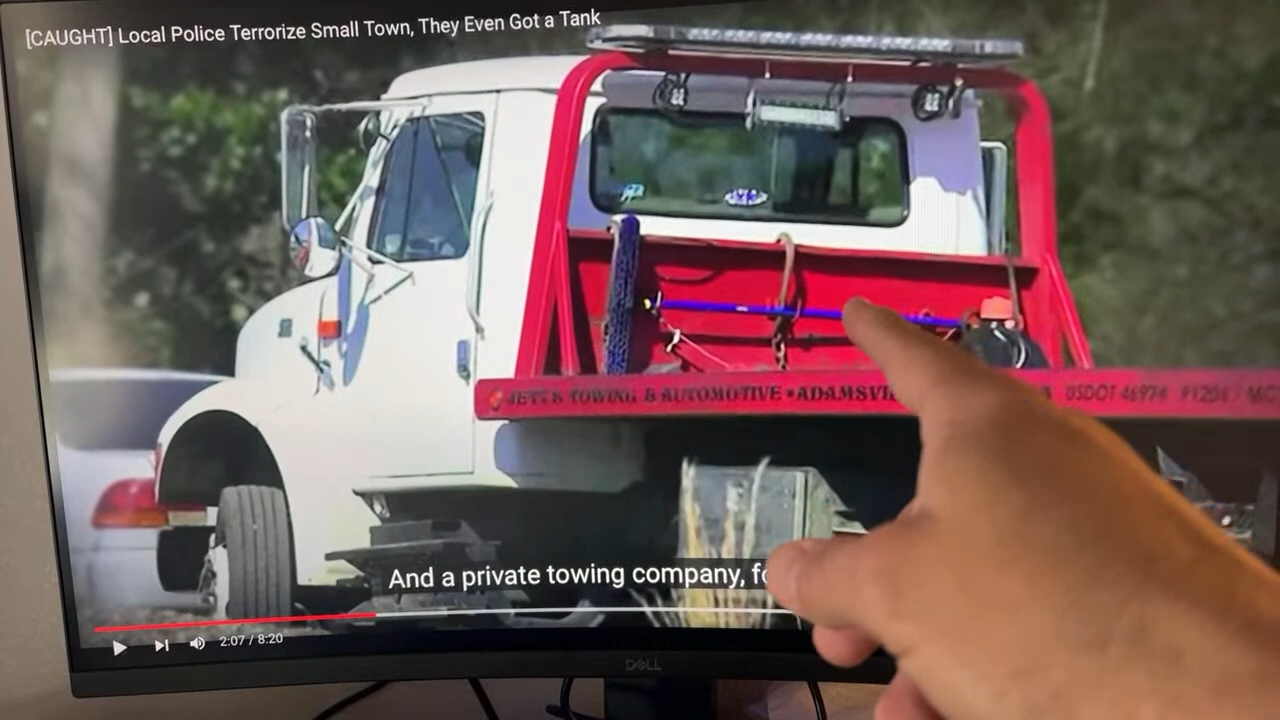 [CAUGHT] Local Police Terrorize Small Town, They Even Got a Tank
JETT'S TOWING & AUTOMOTIVE • ADAMSVI
USDOT 46974
And a private towing company, fo
2:07 / 8:20
DELL